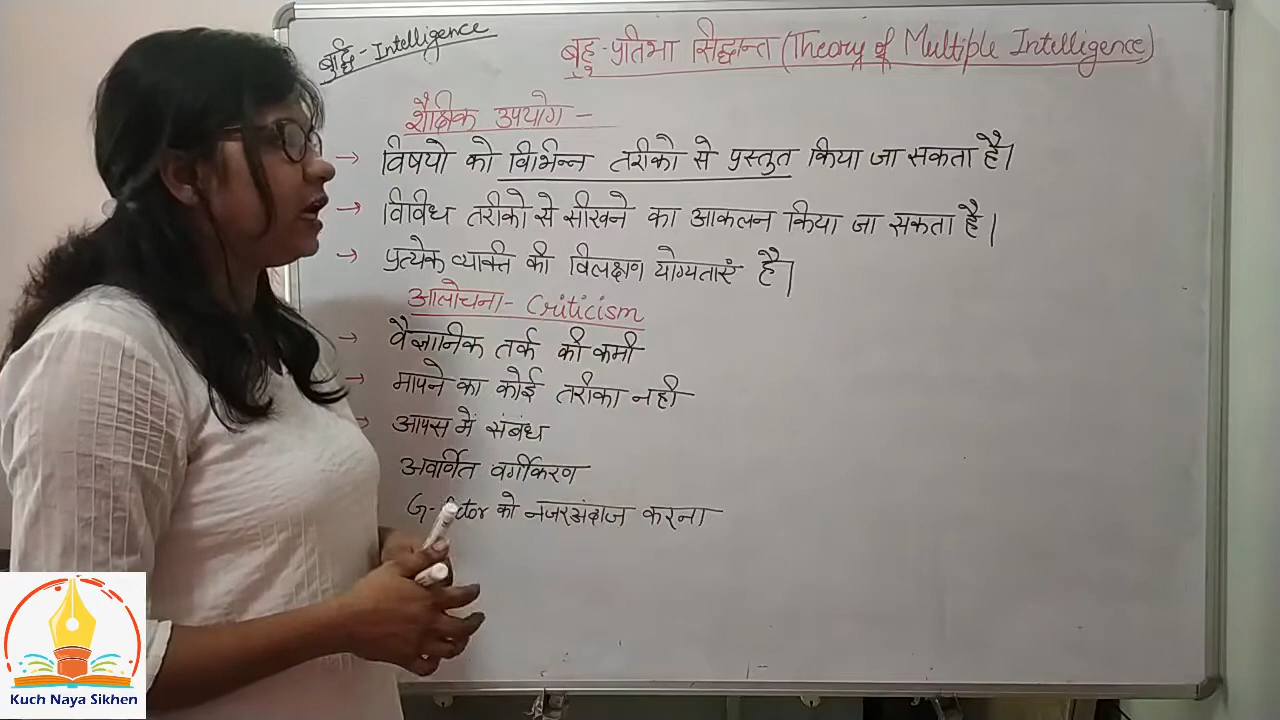 बुद्धि - Intelligence
बहु-प्रतिभा सिद्धान्त (Theory of Multiple Intelligence)
शैक्षिक उपयोग -
→ विषयो को विभिन्न तरीको से प्रस्तुत किया जा सकता है।
→ विविध तरीको से सीखने का आकलन किया जा सकता है।
→ प्रत्येक व्यक्ति की विलक्षण योग्यताएं है।
आलोचना - Criticism
→ वैज्ञानिक तर्क की कमी
→ मापने का कोई तरीका नही
→ आपस में संबंध
वर्गीकरण
को नजरअंदाज करना
Kuch Naya Sikhen